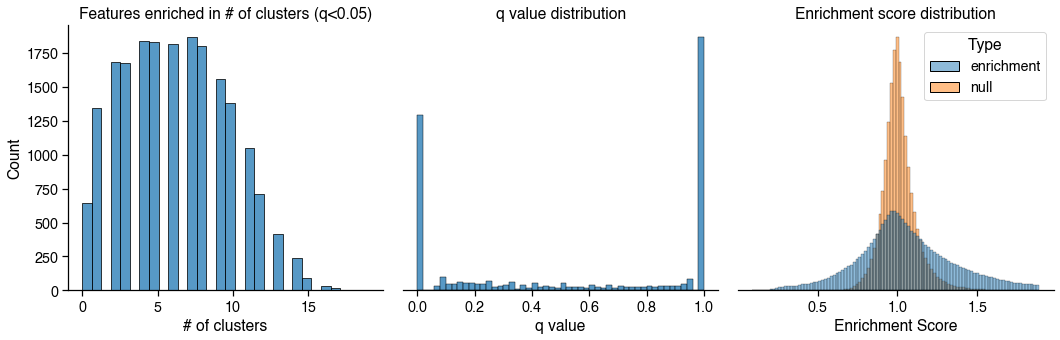 Features enriched in # of clusters (q<0.05)
q value distribution
Enrichment score distribution
Count
1750
1500
1250
1000
750
500
250
0
0
5
10
15
# of clusters
0.0
0.2
0.4
0.6
0.8
1.0
q value
Type
enrichment
null
0.5
1.0
1.5
Enrichment Score